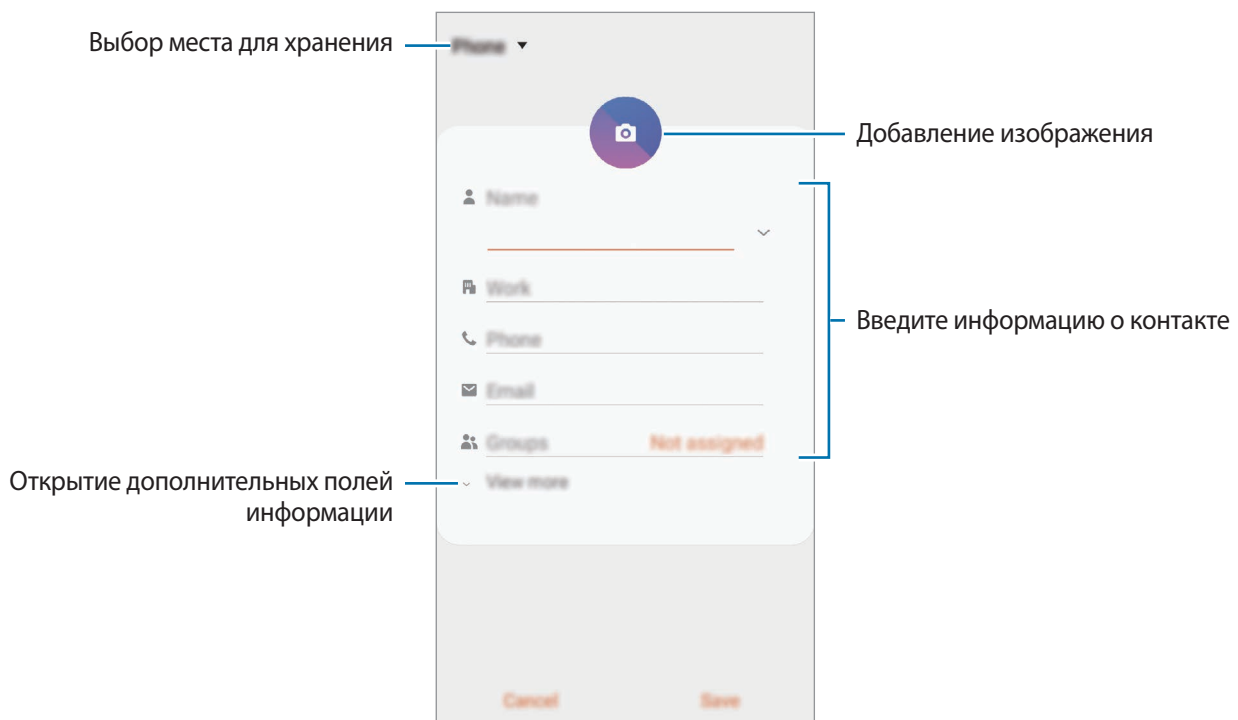 Выбор места для хранения
Phone
Добавление изображения
Name
Work
Введите информацию о контакте
Phone
Email
Groups Not assigned
Открытие дополнительных полей
информации
View more
Cancel Save